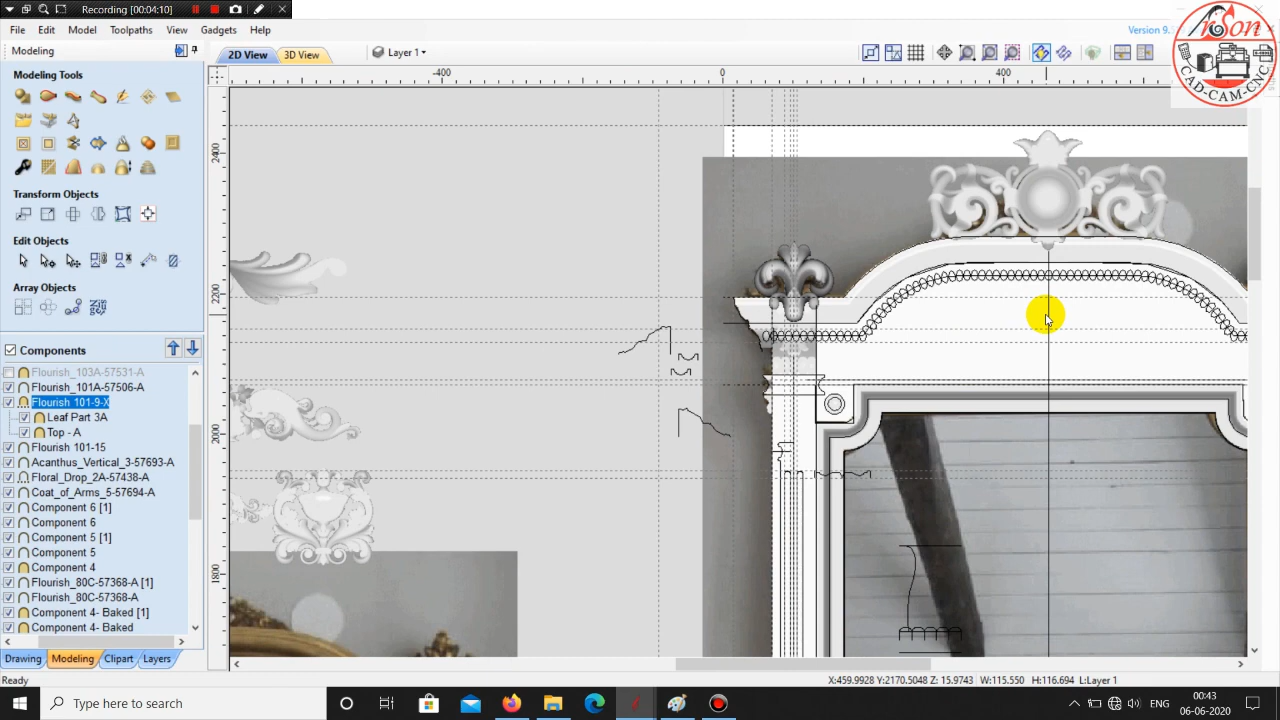 Recording [00:04:10]
File Edit Model Toolpaths View Gadgets Help
Version 9.
Modeling
2D View 3D View Layer 1
-400 0 400
Modeling Tools
2400
Transform Objects
Edit Objects
2200
Array Objects
Components
Flourish_103A-57531-A
Flourish_101A-57506-A
Flourish 101-9-X
Leaf Part 3A
Top - A
2000
Flourish 101-15
Acanthus_Vertical_3-57693-A
Floral_Drop_2A-57438-A
Coat_of_Arms_5-57694-A
Component 6 [1]
Component 6
Component 5 [1]
Component 5
Component 4
1800
Flourish_80C-57368-A [1]
Flourish_80C-57368-A
Component 4- Baked [1]
Component 4- Baked
Drawing Modeling Clipart Layers
Ready
X:459.9928 Y:2170.5048 Z: 15.9743 W:115.550 H:116.694 L:Layer 1
Type here to search
ENG
00:43
06-06-2020
CAD-CAM-CNC